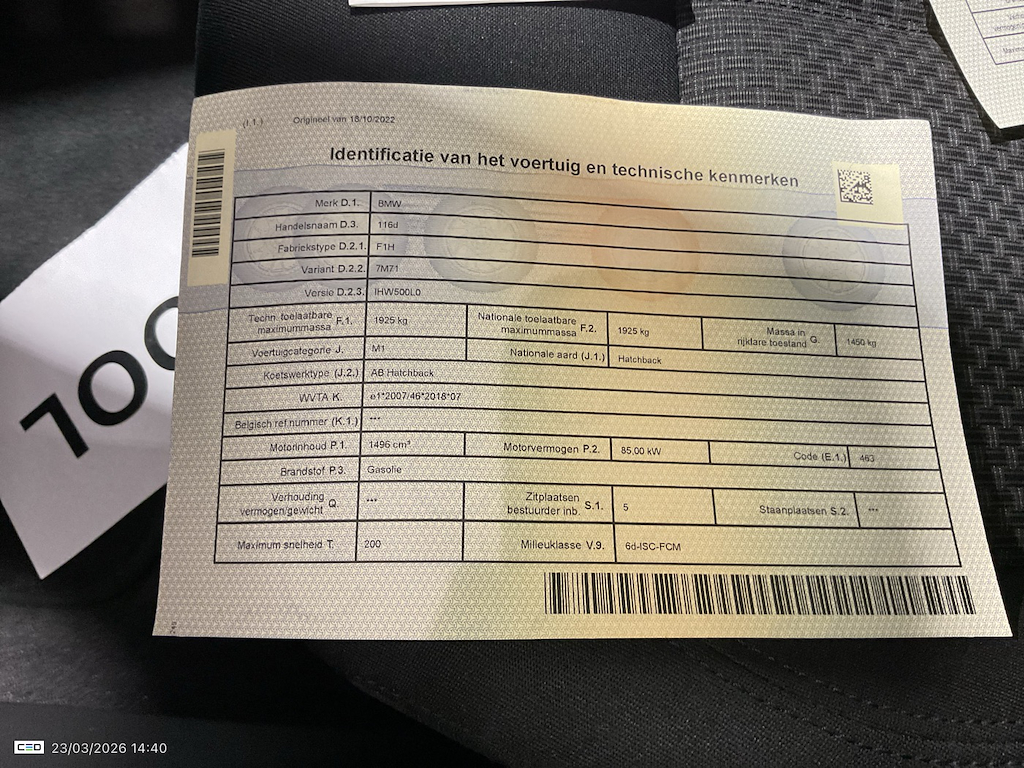 (I.1.) Origineel van 18/10/2022
Identificatie van het voertuig en technische kenmerken
Merk D.1. BMW
Handelsnaam D.3. 116d
Fabriekstype D.2.1. F1H
Variant D.2.2. 7M71
Versie D.2.3. IHW500L0
Techn. toelaatbare maximummassa F.1. 1925 kg Nationale toelaatbare maximummassa F.2. 1925 kg Massa in rijklare toestand G. 1450 kg
Voertuigcategorie J. M1 Nationale aard (J.1.) Hatchback
Koetswerktype (J.2.) AB Hatchback
WVTA K. e1*2007/46*2018*07
Belgisch ref.nummer (K.1.) ***
Motorinhoud P.1. 1496 cm³ Motorvermogen P.2. 85,00 kW Code (E.1.) 463
Brandstof P.3. Gasolie
Verhouding vermogen/gewicht Q. *** Zitplaatsen bestuurder inb. S.1. 5 Staanplaatsen S.2. ***
Maximum snelheid T. 200 Milieuklasse V.9. 6d-ISC-FCM
CEO 23/03/2026 14:40